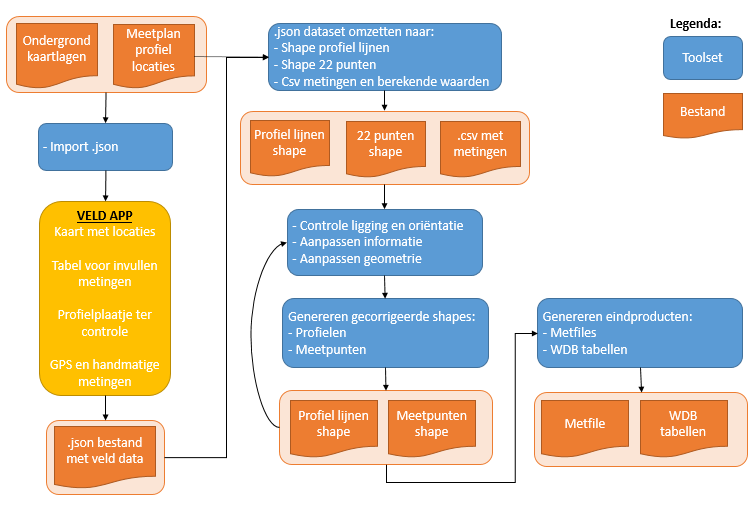 Ondergrond
kaartlagen
Meetplan
profiel
locaties
- Import .json
VELD APP
Kaart met locaties
Tabel voor invullen
metingen
Profielplaatje ter
controle
GPS en handmatige
metingen
.json bestand
met veld data
.json dataset omzetten naar:
- Shape profiel lijnen
- Shape 22 punten
- Csv metingen en berekende waarden
Profiel lijnen
shape
22 punten
shape
.csv met
metingen
- Controle ligging en oriëntatie
- Aanpassen informatie
- Aanpassen geometrie
Genereren gecorrigeerde shapes:
- Profielen
- Meetpunten
Profiel lijnen
shape
Meetpunten
shape
Genereren eindproducten:
- Metfiles
- WDB tabellen
Metfile
WDB
tabellen
Legenda:
Toolset
Bestand